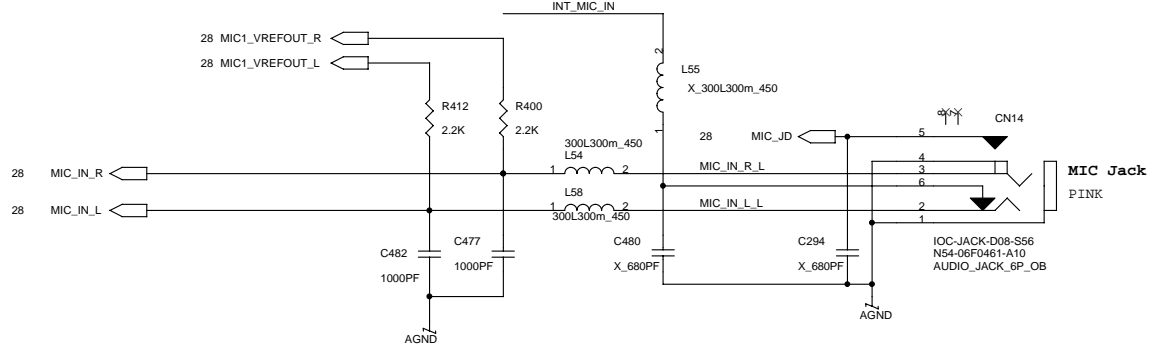 INT_MIC_IN
28 MIC1_VREFOUT_R
28 MIC1_VREFOUT_L
2
L55
X_300L300m_450
1
R412
2.2K
R400
2.2K
28 MIC_JD
5
CN14
8 7
300L300m_450
L54
1 2
28 MIC_IN_R
MIC_IN_R_L
4
3
6
MIC Jack
PINK
L58
28 MIC_IN_L
1 2
300L300m_450
MIC_IN_L_L
2
1
C482
1000PF
C477
1000PF
C480
X_680PF
C294
X_680PF
IOC-JACK-D08-S56
N54-06F0461-A10
AUDIO_JACK_6P_OB
AGND
AGND